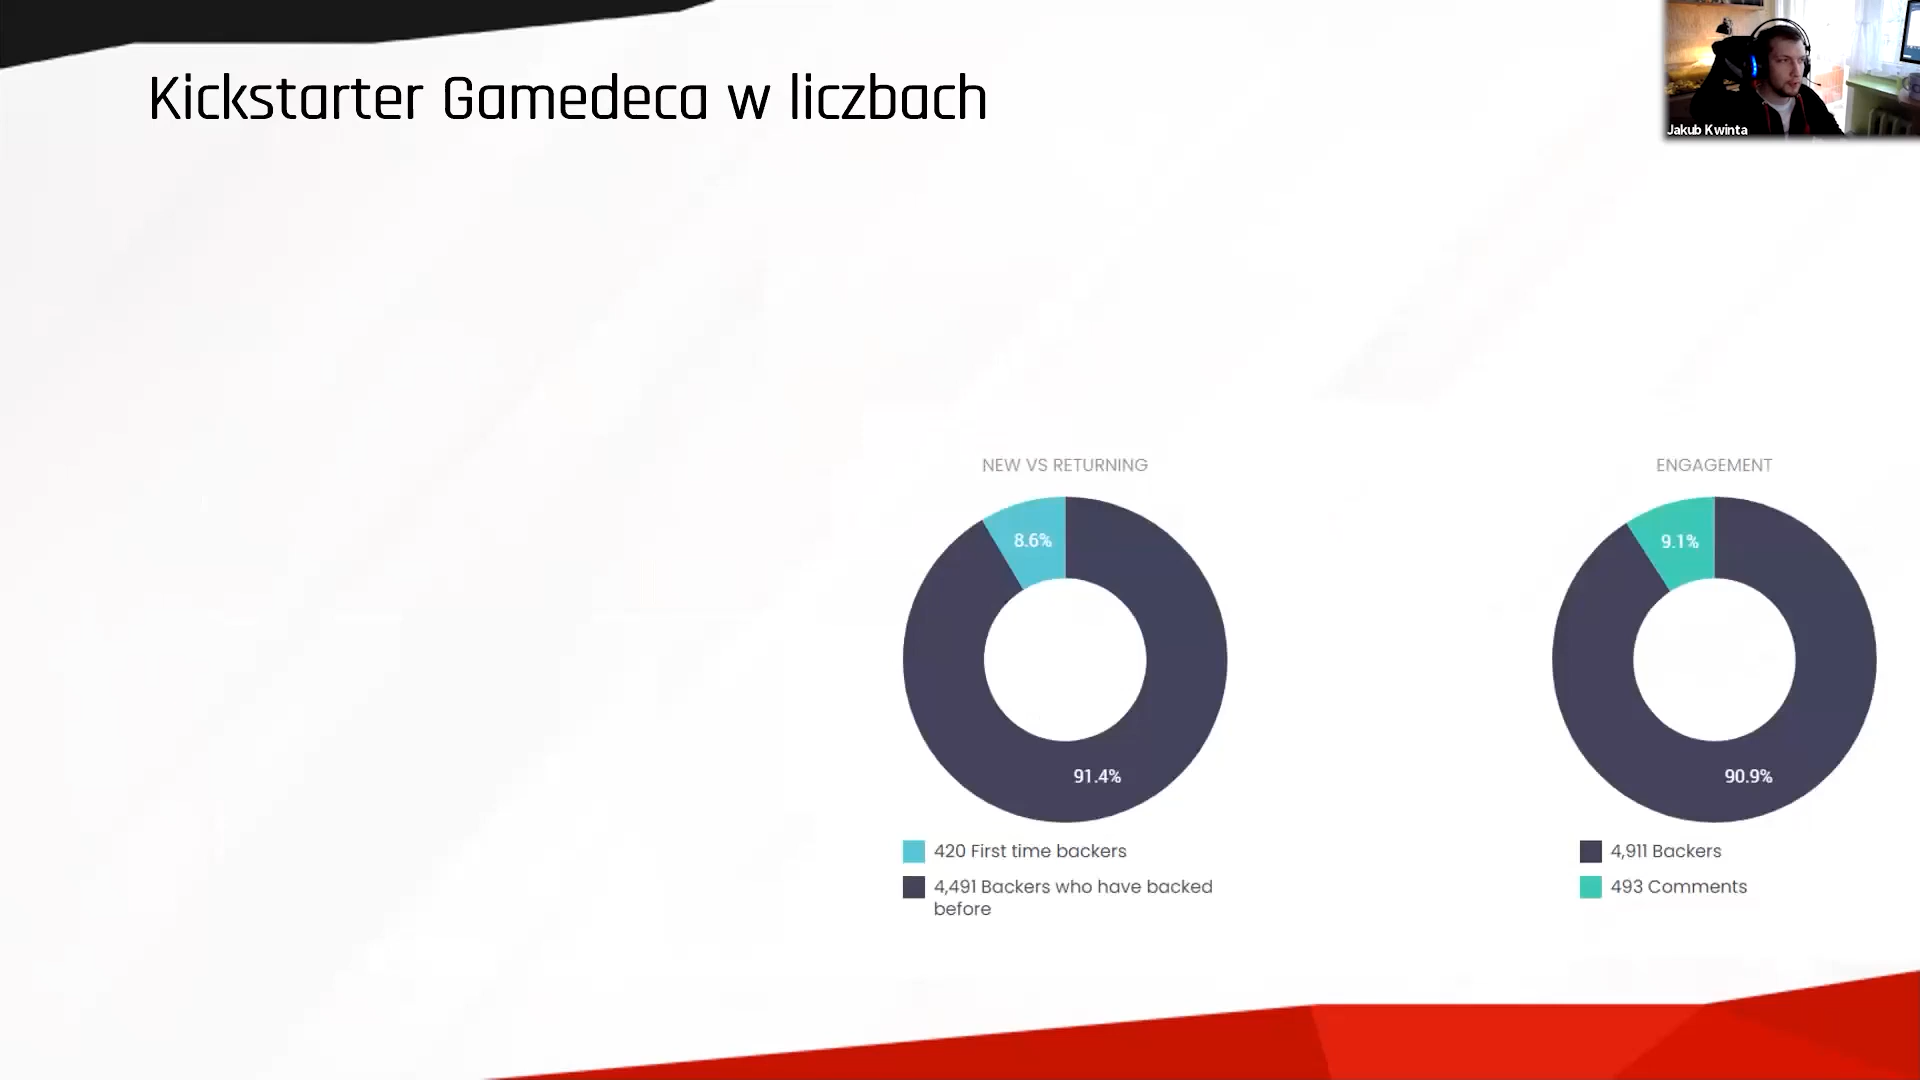 Kickstarter Gamedeca w liczbach
Jakub Kwinta
NEW VS RETURNING
8.6%
91.4%
420 First time backers
4,491 Backers who have backed
before
ENGAGEMENT
9.1%
90.9%
4,911 Backers
493 Comments